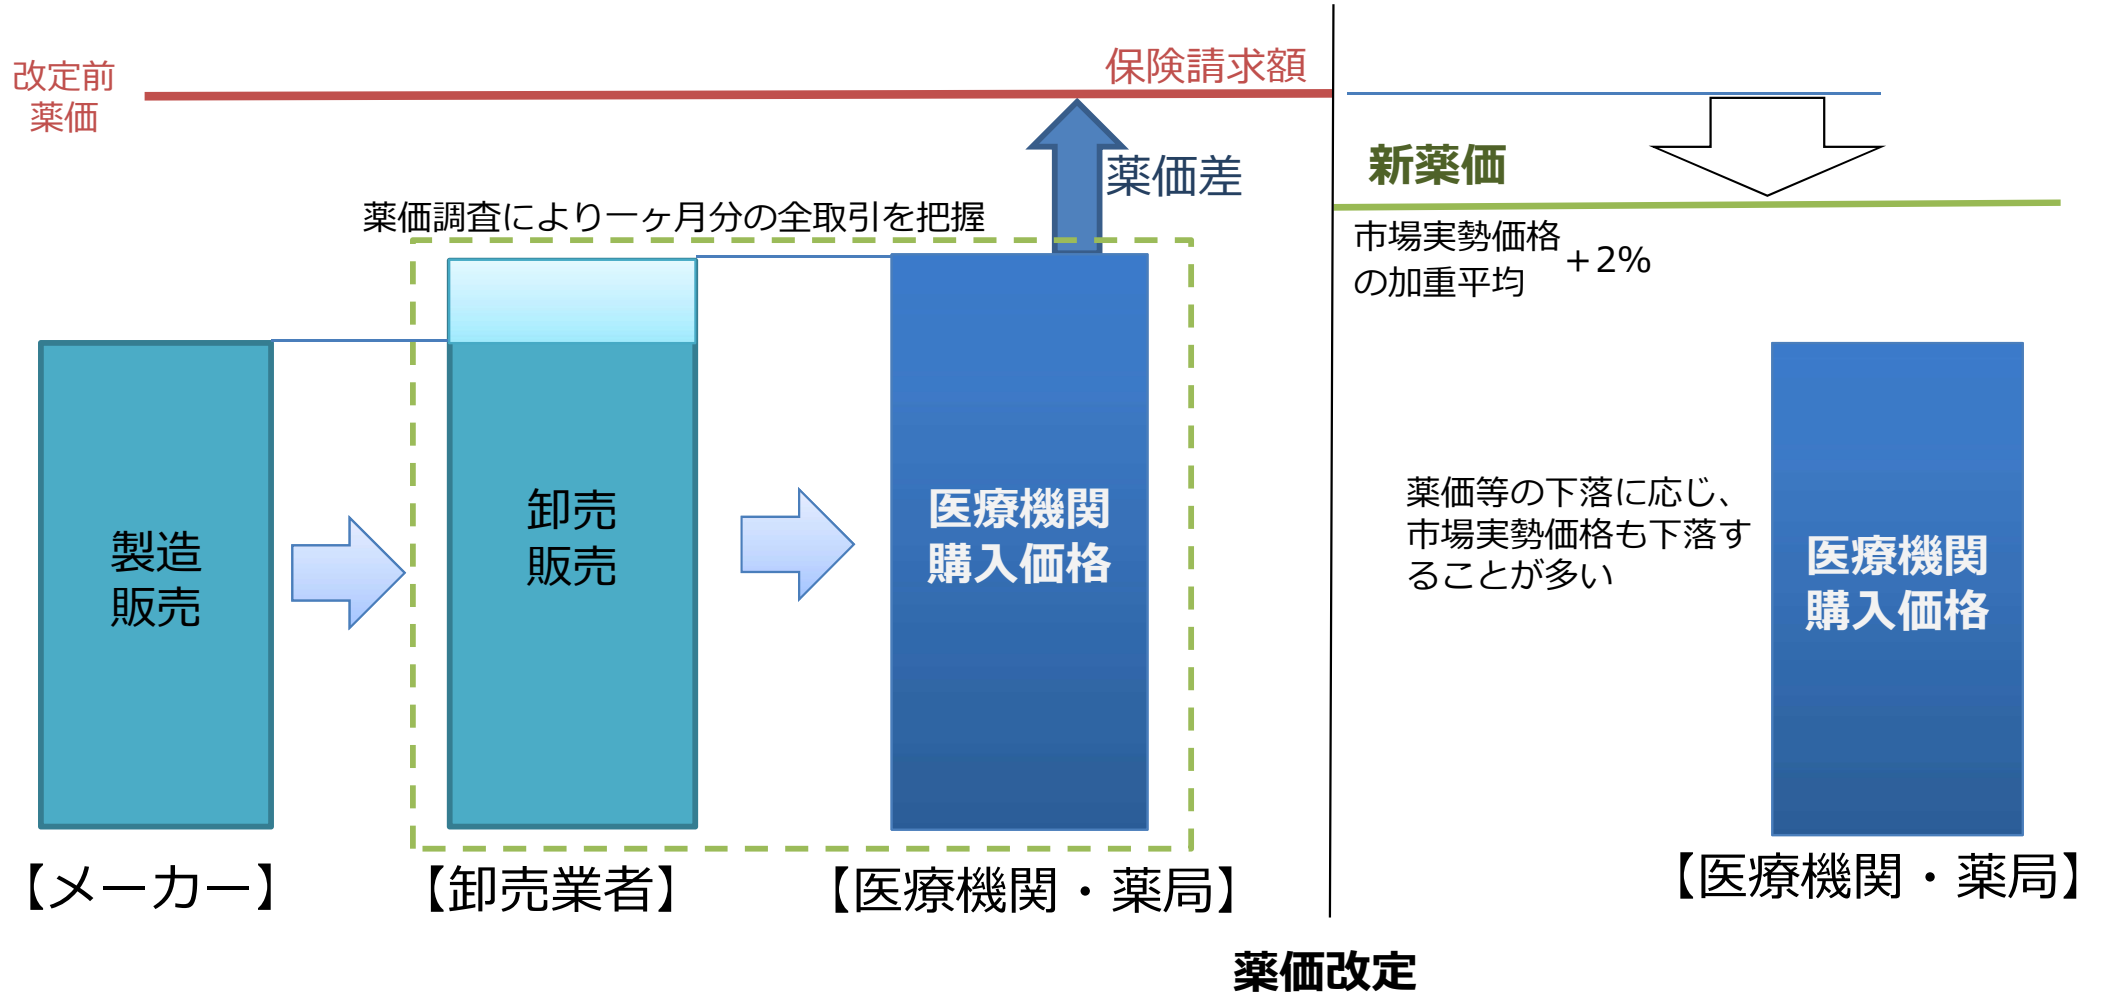 改定前
薬価
保険請求額
薬価差
薬価調査により一ヶ月分の全取引を把握
製造
販売
卸売
販売
医療機関
購入価格
【メーカー】
【卸売業者】
【医療機関・薬局】
新薬価
市場実勢価格
の加重平均
+2%
薬価等の下落に応じ、
市場実勢価格も下落す
ることが多い
医療機関
購入価格
【医療機関・薬局】
薬価改定